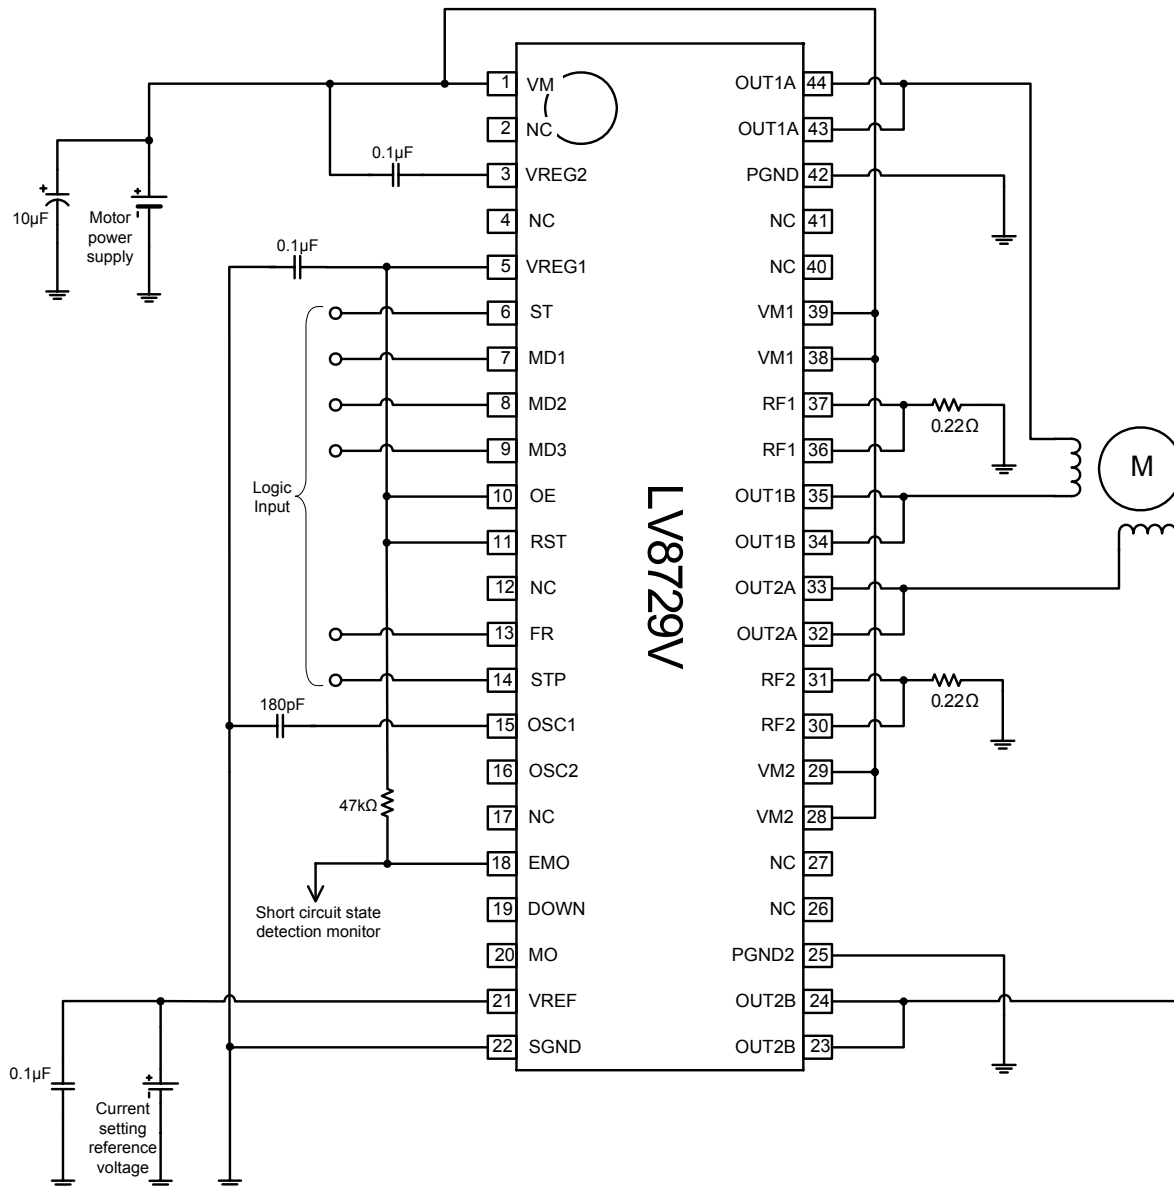 1 VM OUT1A 44
2 NC OUT1A 43
0.1µF 3 VREG2 PGND 42
+ +
10µF - Motor
power
supply
4 NC NC 41
0.1µF 5 VREG1 NC 40
6 ST VM1 39
7 MD1 VM1 38
8 MD2 RF1 37
0.22Ω
9 MD3 RF1 36
M
Logic
Input
10 OE OUT1B 35
11 RST OUT1B 34
LV8729V
12 NC OUT2A 33
13 FR OUT2A 32
14 STP RF2 31
0.22Ω
180pF 15 OSC1 RF2 30
16 OSC2 VM2 29
47kΩ 17 NC VM2 28
18 EMO NC 27
Short circuit state
detection monitor
19 DOWN NC 26
20 MO PGND2 25
21 VREF OUT2B 24
22 SGND OUT2B 23
0.1µF + -
Current
setting
reference
voltage